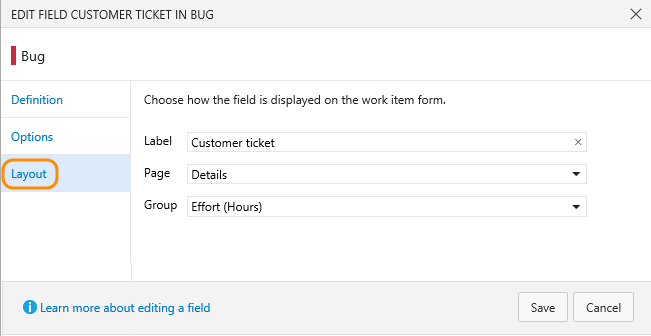 EDIT FIELD CUSTOMER TICKET IN BUG
Bug
Definition
Choose how the field is displayed on the work item form.
Options
Label Customer ticket
Layout
Page Details
Group Effort (Hours)
Learn more about editing a field
Save Cancel